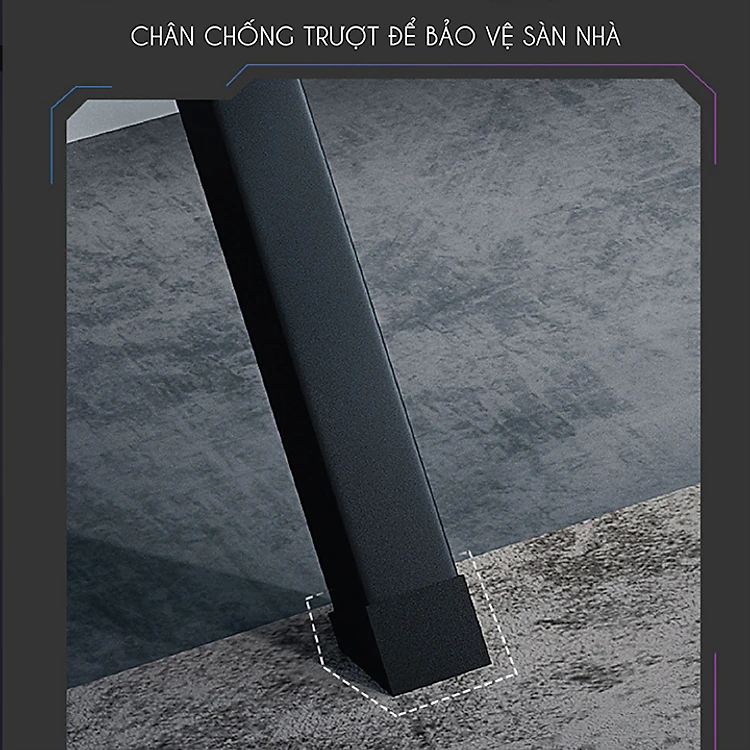 CHÂN CHỐNG TRƯỢT ĐỂ BẢO VỆ SÀN NHÀ